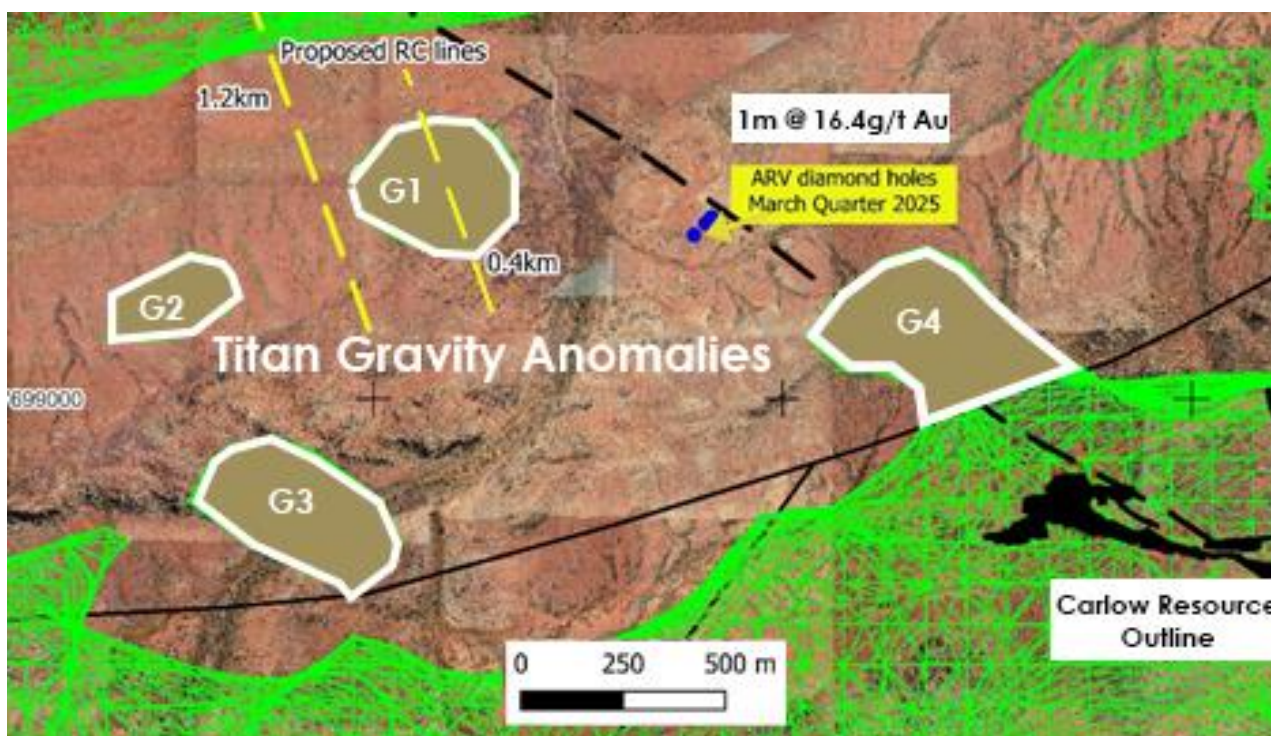 Proposed RC lines
1.2km
1m @ 16.4g/t Au
ARV diamond holes
March Quarter 2025
G1
0.4km
G2
G4
Titan Gravity Anomalies
699000
G3
Carlow Resource
Outline
0 250 500 m